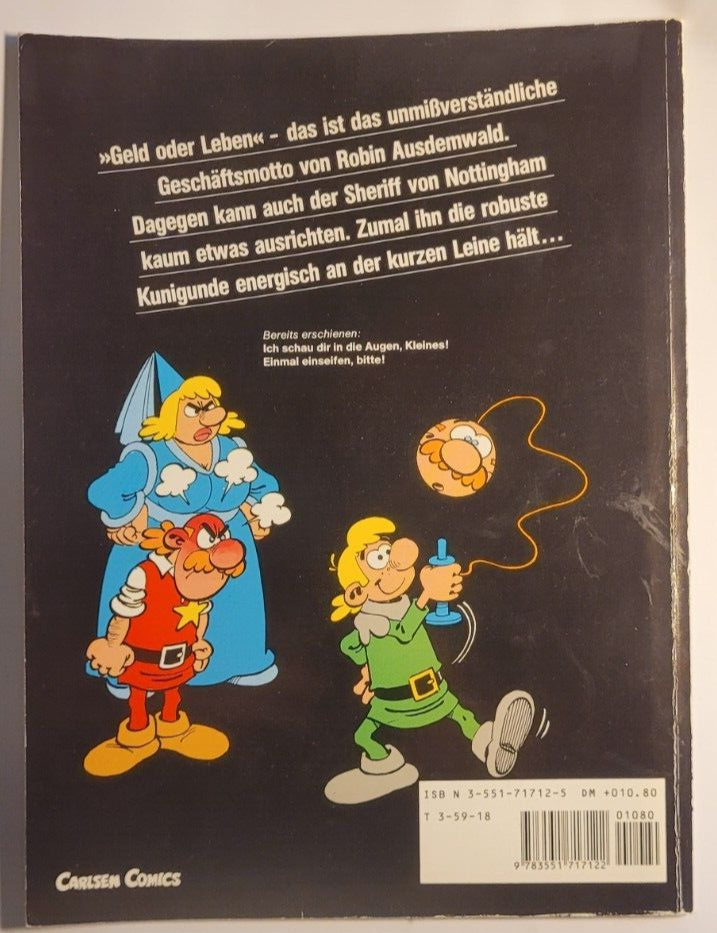 »Geld oder Leben« – das ist das unmißverständliche
Geschäftsmotto von Robin Ausdemwald.
Dagegen kann auch der Sheriff von Nottingham
kaum etwas ausrichten. Zumal ihn die robuste
Kunigunde energisch an der kurzen Leine hält...
Bereits erschienen:
Ich schau dir in die Augen, Kleines!
Einmal einseifen, bitte!
ISB N 3-551-71712-5 DM +010.80
T 3-59-18
01080
9 783551 717122
CARLSEN COMICS